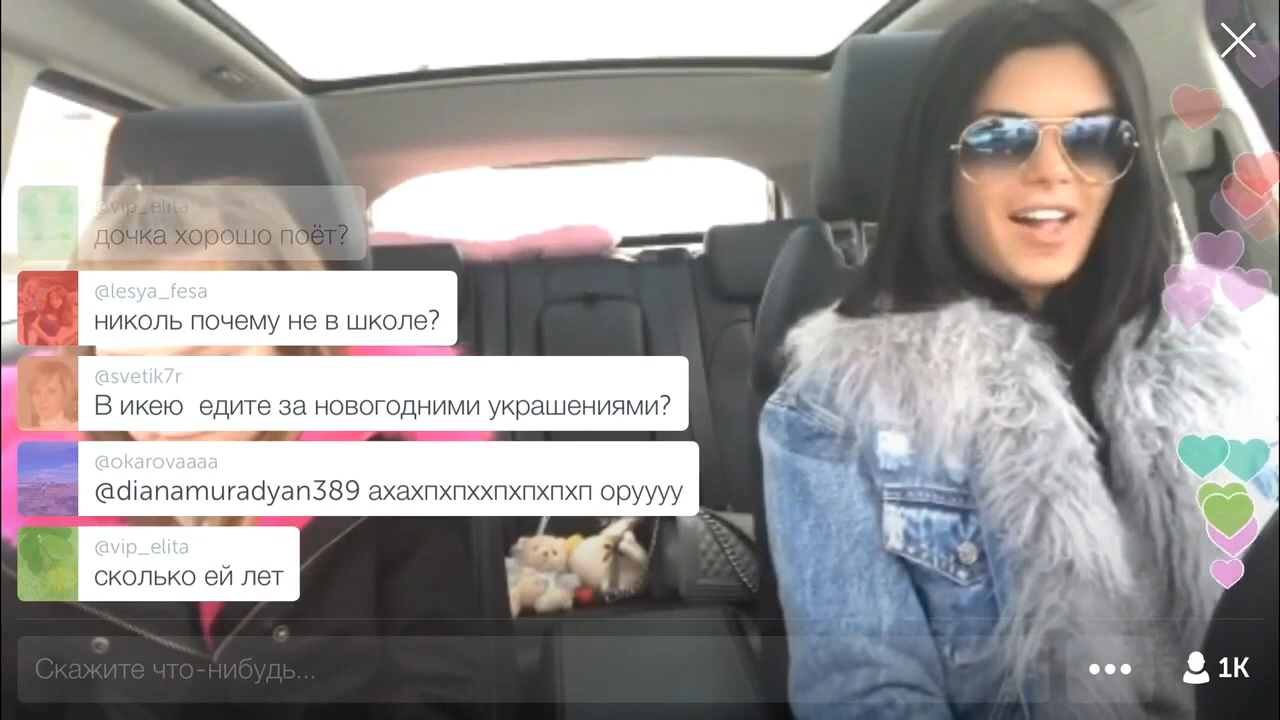 @vip_elita
дочка хорошо поёт?
@lesya_fesa
николь почему не в школе?
@svetik7r
В икею едите за новогодними украшениями?
@okarovaaaa
@dianamuradyan389 ахахпхпххпхпхпхп оруууу
@vip_elita
сколько ей лет
Скажите что-нибудь...
1K